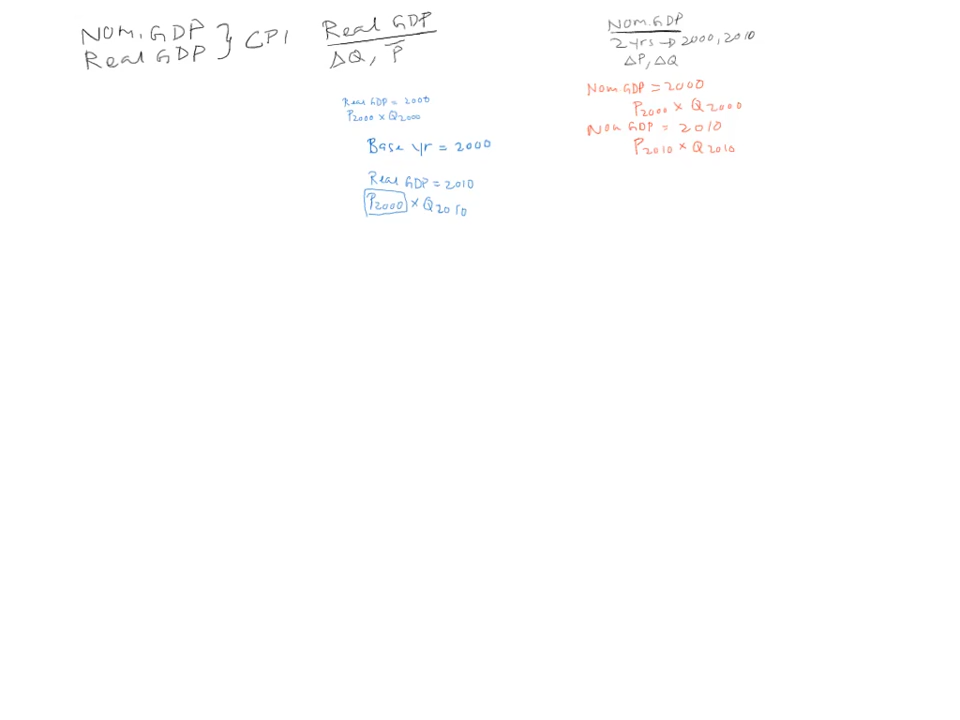 Nom. GDP
Real GDP } CPI
Real GDP
ΔQ, P̅
Real GDP = 2000
P2000 x Q2000
Base yr = 2000
Real GDP = 2010
P2000 x Q2010
Nom. GDP
2 yrs → 2000, 2010
ΔP, ΔQ
Nom GDP = 2000
P2000 x Q2000
Nom GDP = 2010
P2010 x Q2010